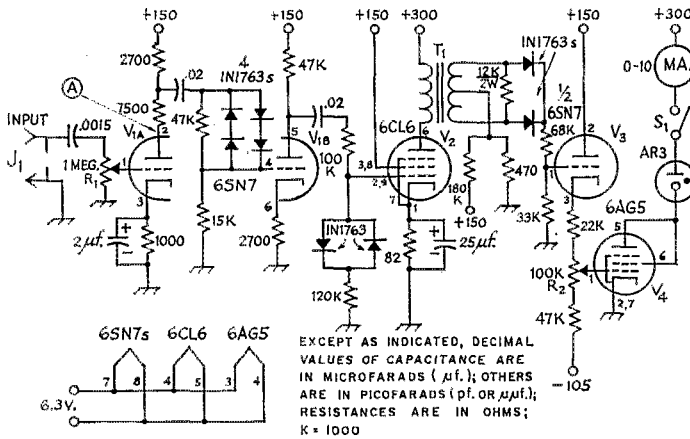 +150
+150
+150
+300
+150
+300
2700
4
1N1763s
.02
47K
T1
12K
2W
1N1763s
0-10
MA.
A
7500
2
V1A
47K
5
V1B
.02
100
K
6CL6
6
V2
1/2
6SN7
68K
2
V3
S1
AR3
INPUT
.0015
J1
1 MEG.
R1
1
3
4
6SN7
6
3,8
2,9
7
1
180
K
+150
470
1
33K
3
22K
6AG5
5
6
1
2,7
V4
2µf.
+
-
1000
15K
2700
1N1763
82
+
-
25µf.
120K
100K
R2
47K
-105
6SN7s 6CL6 6AG5
7 8 4 5 3 4
6.3V.
EXCEPT AS INDICATED, DECIMAL
VALUES OF CAPACITANCE ARE
IN MICROFARADS (µf.); OTHERS
ARE IN PICOFARADS (pf. OR µµf.);
RESISTANCES ARE IN OHMS;
K = 1000